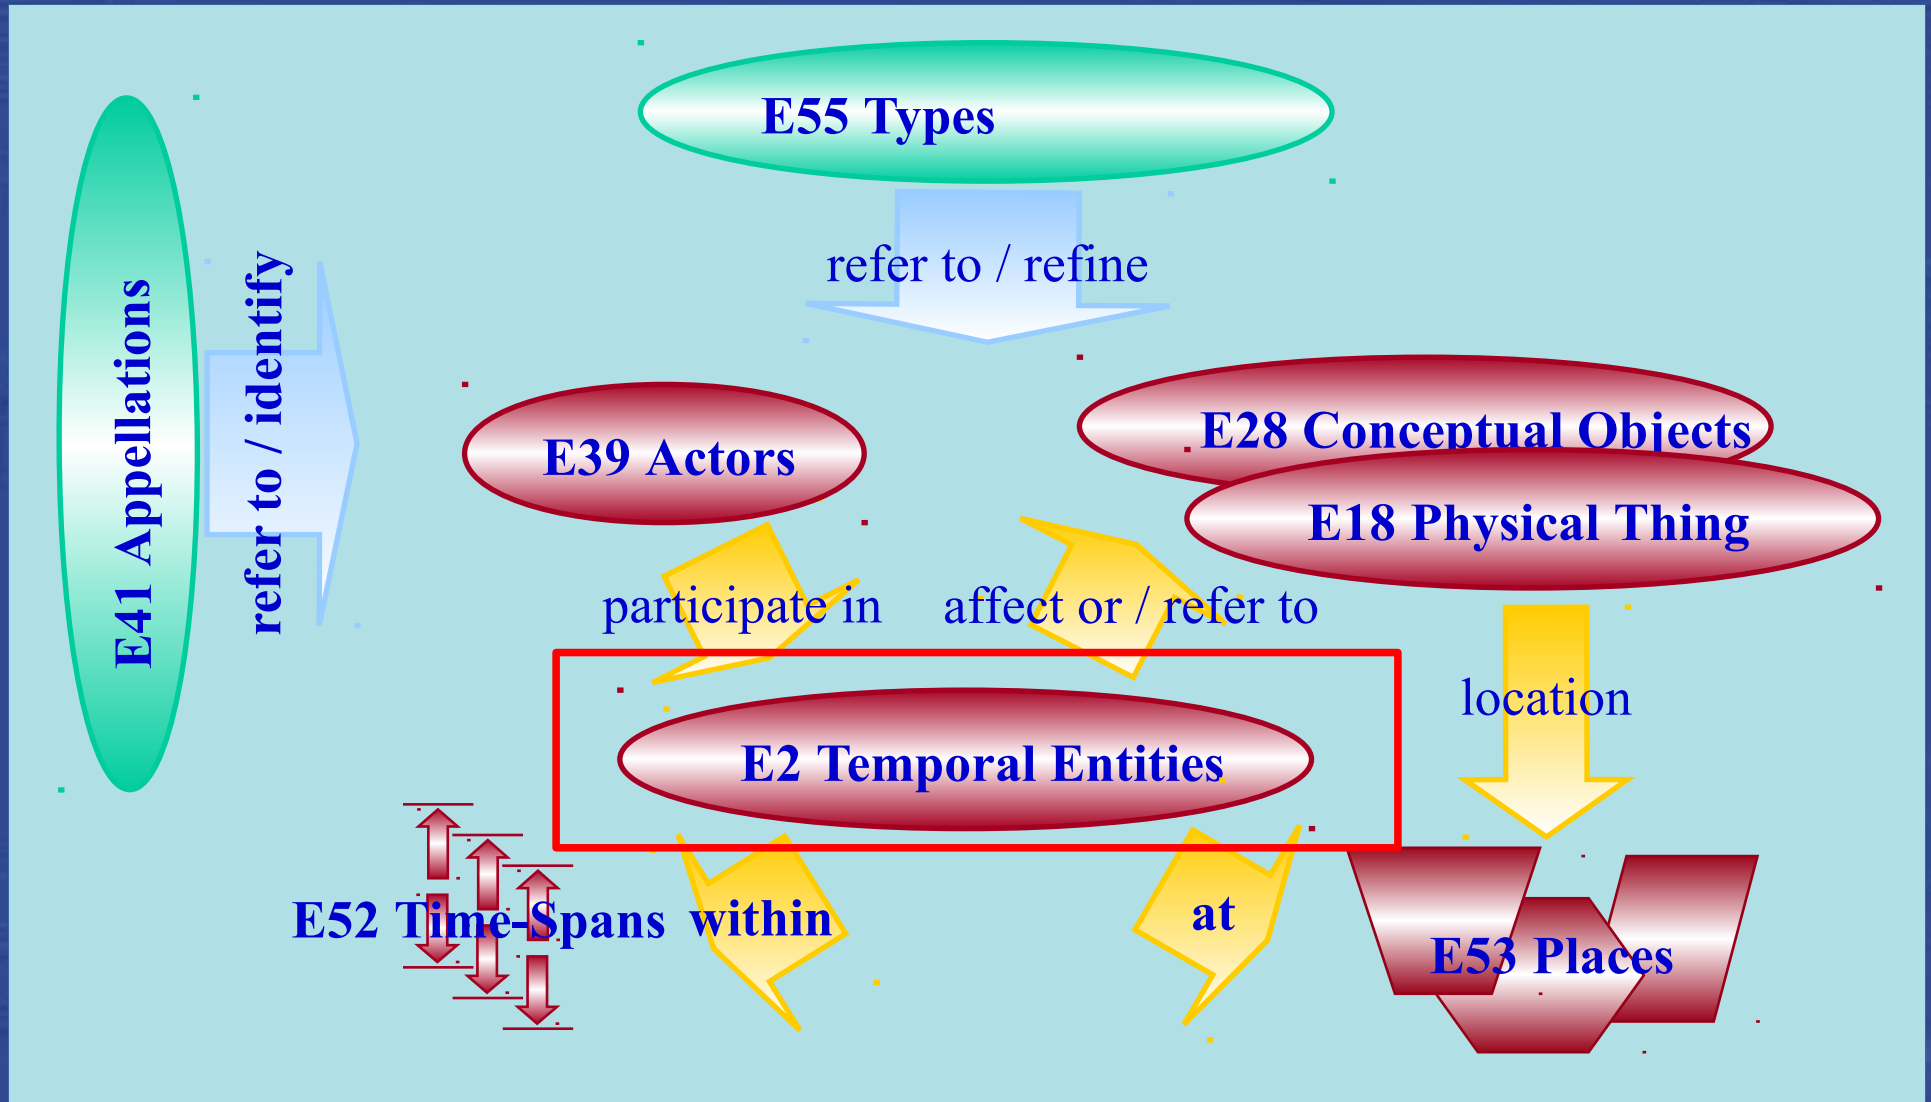 E55 Types
refer to / refine
E41 Appellations
refer to / identify
E39 Actors
E28 Conceptual Objects
E18 Physical Thing
participate in
affect or / refer to
location
E2 Temporal Entities
E52 Time-Spans
within
at
E53 Places